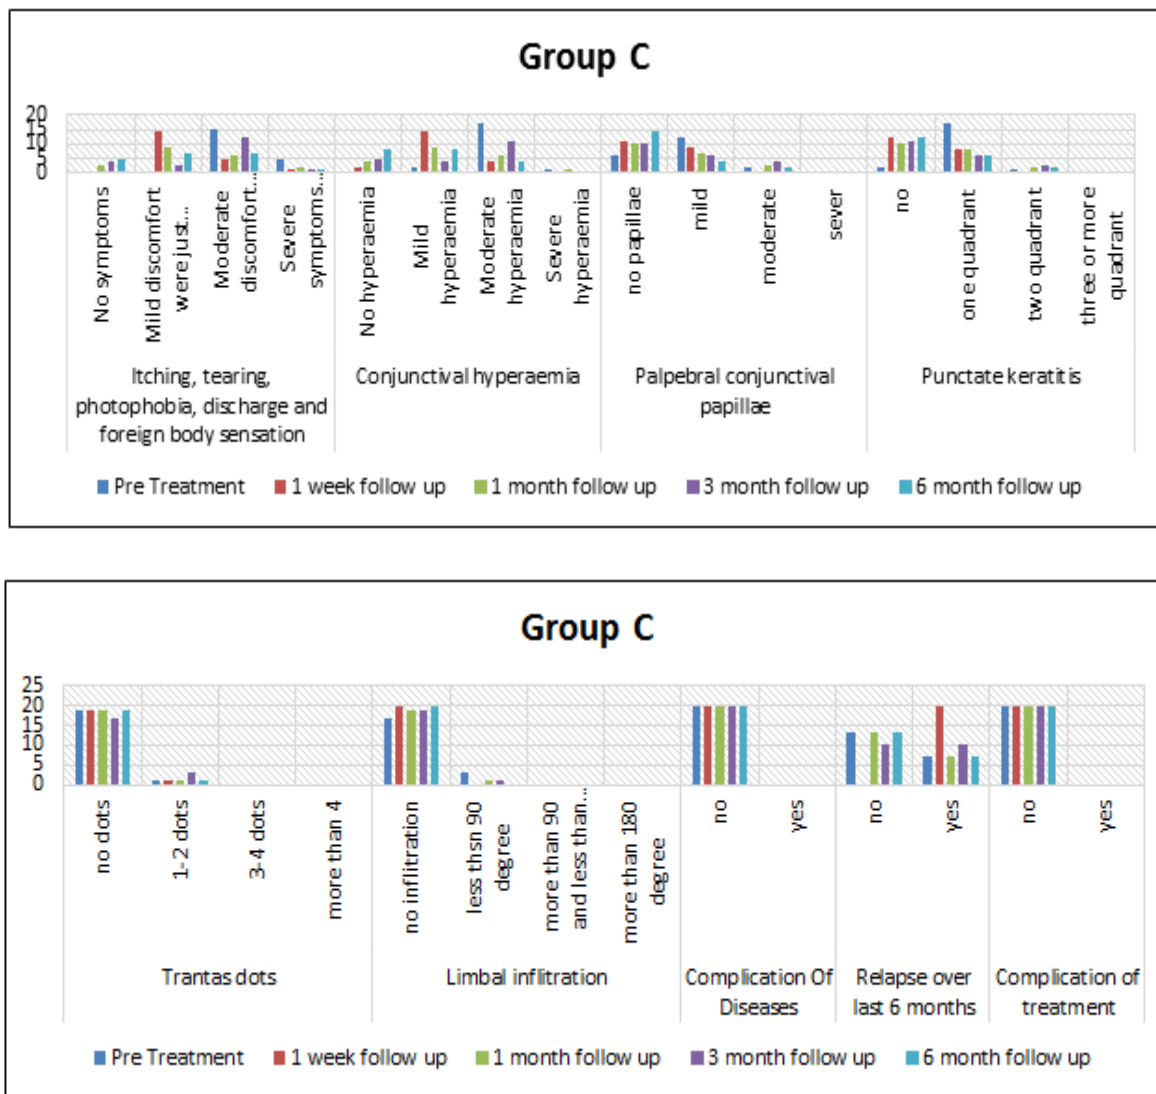 Group C
20
15
10
5
0
No symptoms
Mild discomfort
were just...
Moderate
discomfort...
Severe
symptoms...
No hyperaemia
Mild
hyperaemia
Moderate
hyperaemia
Severe
hyperaemia
no papillae
mild
moderate
sever
no
one quadrant
two quadrant
three or more
quadrant
Itching, tearing,
photophobia, discharge and
foreign body sensation
Conjunctival hyperaemia
Palpebral conjunctival
papillae
Punctate keratitis
Pre Treatment 1 week follow up 1 month follow up 3 month follow up 6 month follow up
Group C
25
20
15
10
5
0
no dots
1-2 dots
3-4 dots
more than 4
no inflitration
less thsn 90
degree
more than 90
and less than...
more than 180
degree
no
yes
no
yes
no
yes
Trantas dots
Limbal inflitration
Complication Of
Diseases
Relapse over
last 6 months
Complication of
treatment
Pre Treatment 1 week follow up 1 month follow up 3 month follow up 6 month follow up